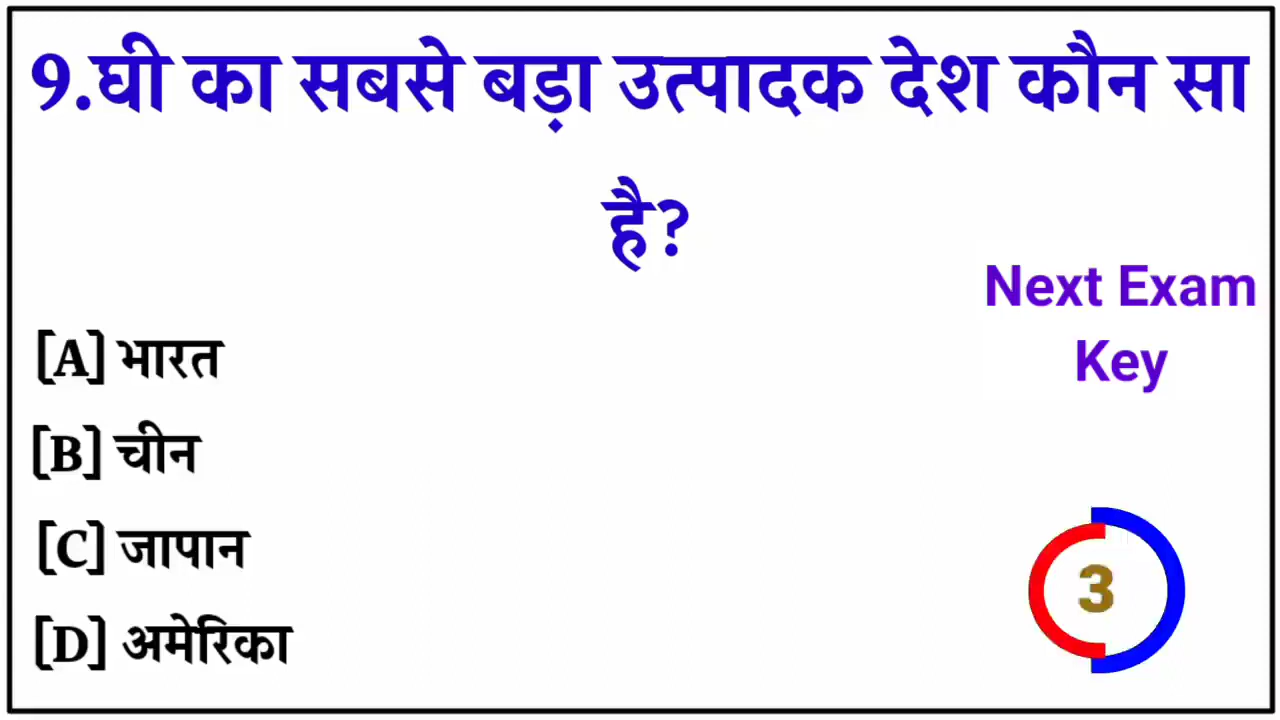 9.घी का सबसे बड़ा उत्पादक देश कौन सा
है?
Next Exam
Key
[A] भारत
[B] चीन
[C] जापान
[D] अमेरिका
3